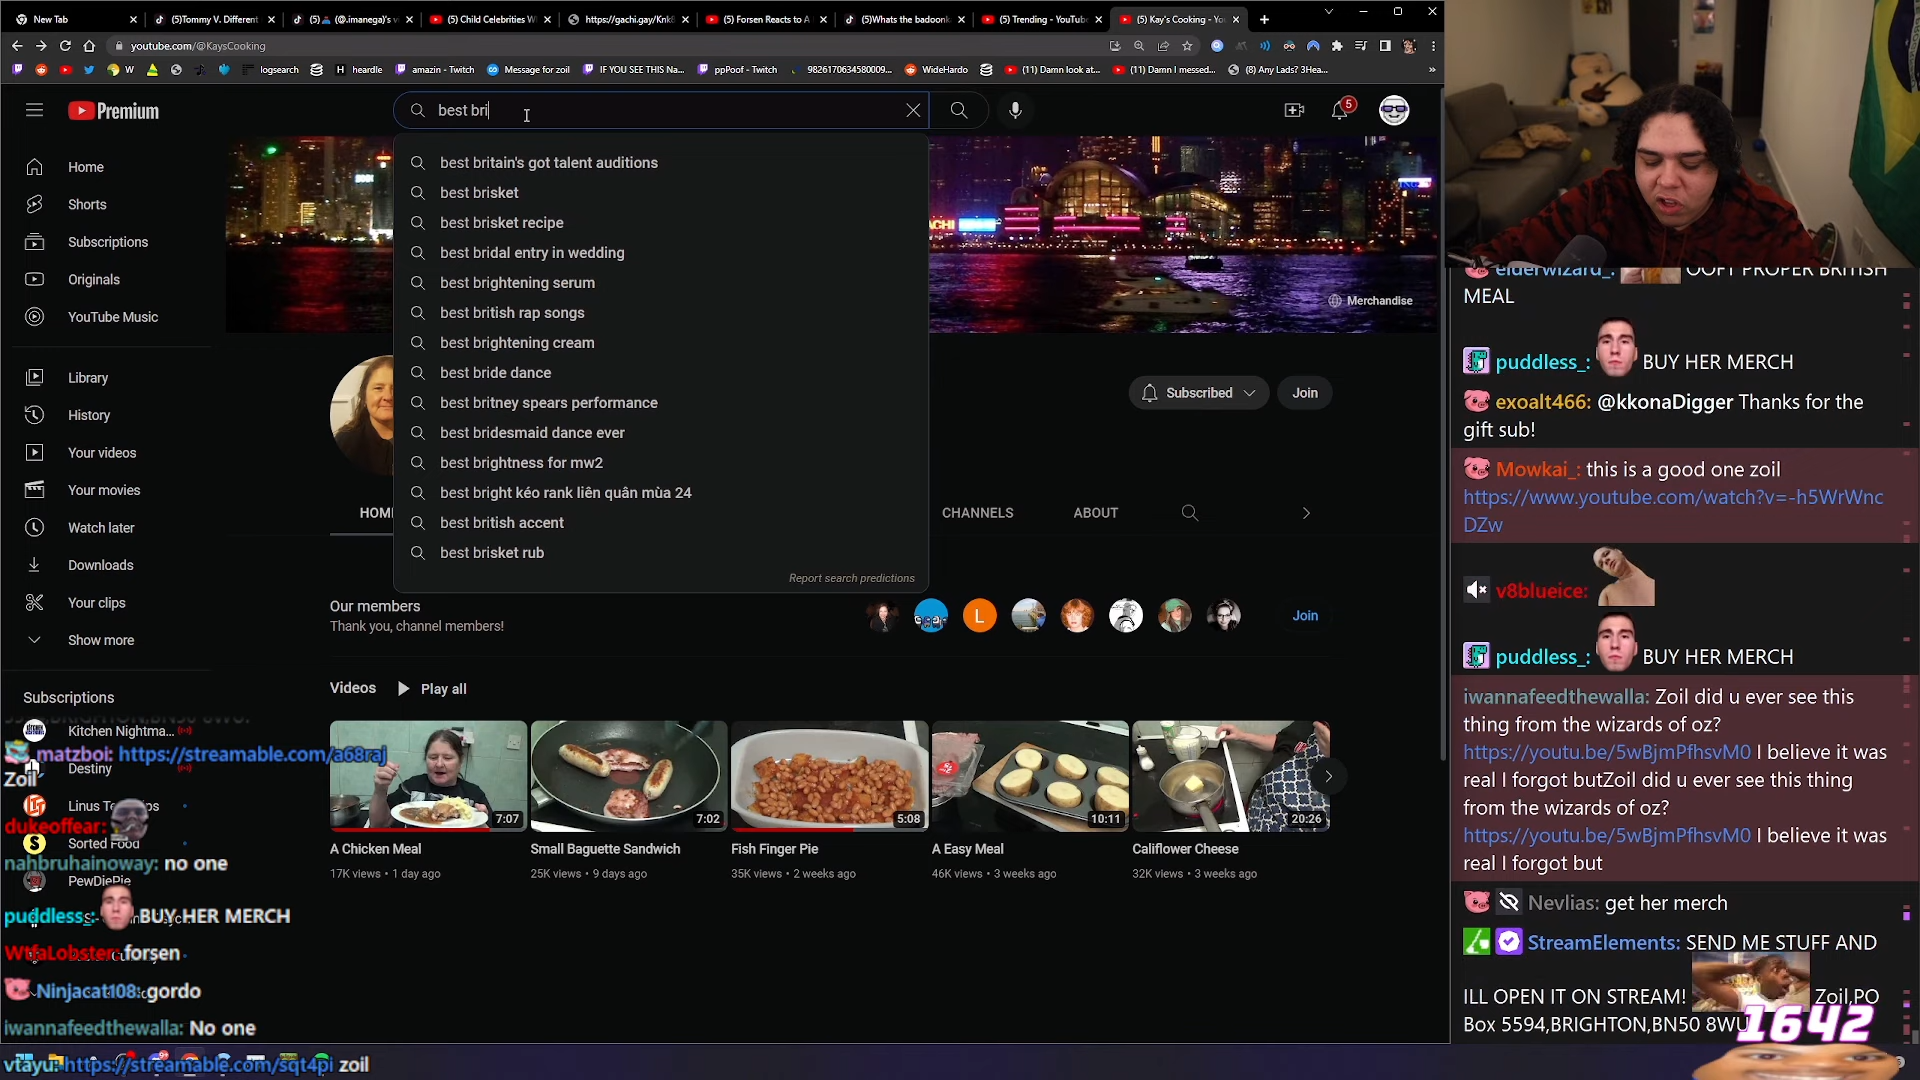 New Tab
(5)Tommy V. Different
(5)
(@.imanega)'s v
(5) Child Celebrities W
https://gachi.gay/Knk
(5) Forsen Reacts to A
(5)Whats the badoonk
(5) Trending - YouTube
(5) Kay's Cooking - Yo
youtube.com/@KaysCooking
W
logsearch
heardle
amazin - Twitch
Message for zoil
IF YOU SEE THIS Na...
ppPoof - Twitch
9826170634580009...
WideHardo
(11) Damn look at...
(11) Damn I messed...
(8) Any Lads? 3Hea...
Premium
best bri
5
Home
Shorts
Subscriptions
Originals
YouTube Music
Library
History
Your videos
Your movies
Watch later
Downloads
Your clips
Show more
Subscriptions
Kitchen Nightma...
Destiny
Linus Tech Tips
Sorted Food
PewDiePie
best britain's got talent auditions
best brisket
best brisket recipe
best bridal entry in wedding
best brightening serum
best british rap songs
best brightening cream
best bride dance
best britney spears performance
best bridesmaid dance ever
best brightness for mw2
best bright kéo rank liên quân mùa 24
best british accent
best brisket rub
Report search predictions
Merchandise
Subscribed
Join
HOM
CHANNELS
ABOUT
Our members
Thank you, channel members!
Join
Videos
Play all
7:07
7:02
5:08
10:11
20:26
A Chicken Meal
Small Baguette Sandwich
Fish Finger Pie
A Easy Meal
Califlower Cheese
17K views • 1 day ago
25K views • 9 days ago
35K views • 2 weeks ago
46K views • 3 weeks ago
32K views • 3 weeks ago
matzboi: https://streamable.com/a68raj
Zoil
dukeoffear:
nahbruhainoway: no one
puddless_: BUY HER MERCH
WtfaLobster: forsen
Ninjacat108: gordo
iwannafeedthewalla: No one
vtayu: https://streamable.com/sqt4pi zoil
elderwizard_: OOFT PROPER BRITISH
MEAL
puddless_: BUY HER MERCH
exoalt466: @kkonaDigger Thanks for the
gift sub!
Mowkai_: this is a good one zoil
https://www.youtube.com/watch?v=-h5WrWnc
DZw
v8blueice:
puddless_: BUY HER MERCH
iwannafeedthewalla: Zoil did u ever see this
thing from the wizards of oz?
https://youtu.be/5wBjmPfhsvM0 I believe it was
real I forgot butZoil did u ever see this thing
from the wizards of oz?
https://youtu.be/5wBjmPfhsvM0 I believe it was
real I forgot but
Nevlias: get her merch
StreamElements: SEND ME STUFF AND
ILL OPEN IT ON STREAM! Zoil,PO
Box 5594,BRIGHTON,BN50 8WU
1642